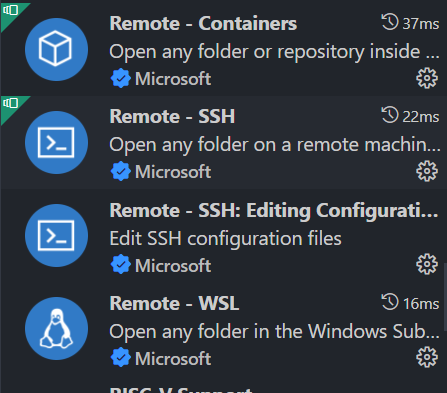 Remote - Containers 37ms
Open any folder or repository inside ...
Microsoft
Remote - SSH 22ms
Open any folder on a remote machin...
Microsoft
Remote - SSH: Editing Configurati...
Edit SSH configuration files
Microsoft
Remote - WSL 16ms
Open any folder in the Windows Sub...
Microsoft
RISC-V Support